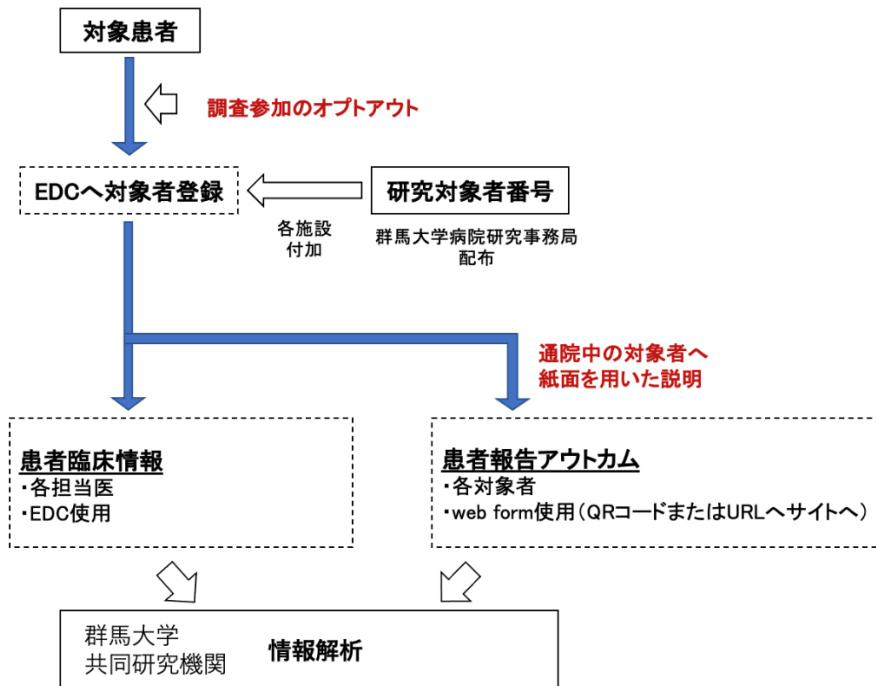 対象患者
調査参加のオプトアウト
EDCへ対象者登録
各施設
付加
研究対象者番号
群馬大学病院研究事務局
配布
通院中の対象者へ
紙面を用いた説明
患者臨床情報
・各担当医
・EDC使用
患者報告アウトカム
・各対象者
・web form使用（QRコードまたはURLへサイトへ）
群馬大学
共同研究機関
情報解析